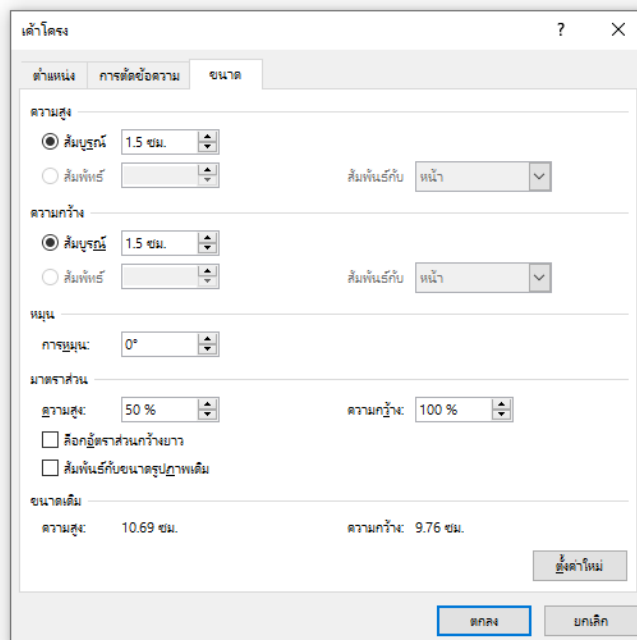 เค้าโครง ? ×
ตำแหน่ง การตัดข้อความ ขนาด
ความสูง
สัมบูรณ์ 1.5 ซม.
สัมพัทธ์ สัมพันธ์กับ หน้า
ความกว้าง
สัมบูรณ์ 1.5 ซม.
สัมพัทธ์ สัมพันธ์กับ หน้า
หมุน
การหมุน: 0°
มาตราส่วน
ความสูง: 50 % ความกว้าง: 100 %
ล็อกอัตราส่วนกว้างยาว
สัมพันธ์กับขนาดรูปภาพเดิม
ขนาดเดิม
ความสูง: 10.69 ซม. ความกว้าง: 9.76 ซม.
ตั้งค่าใหม่
ตกลง ยกเลิก